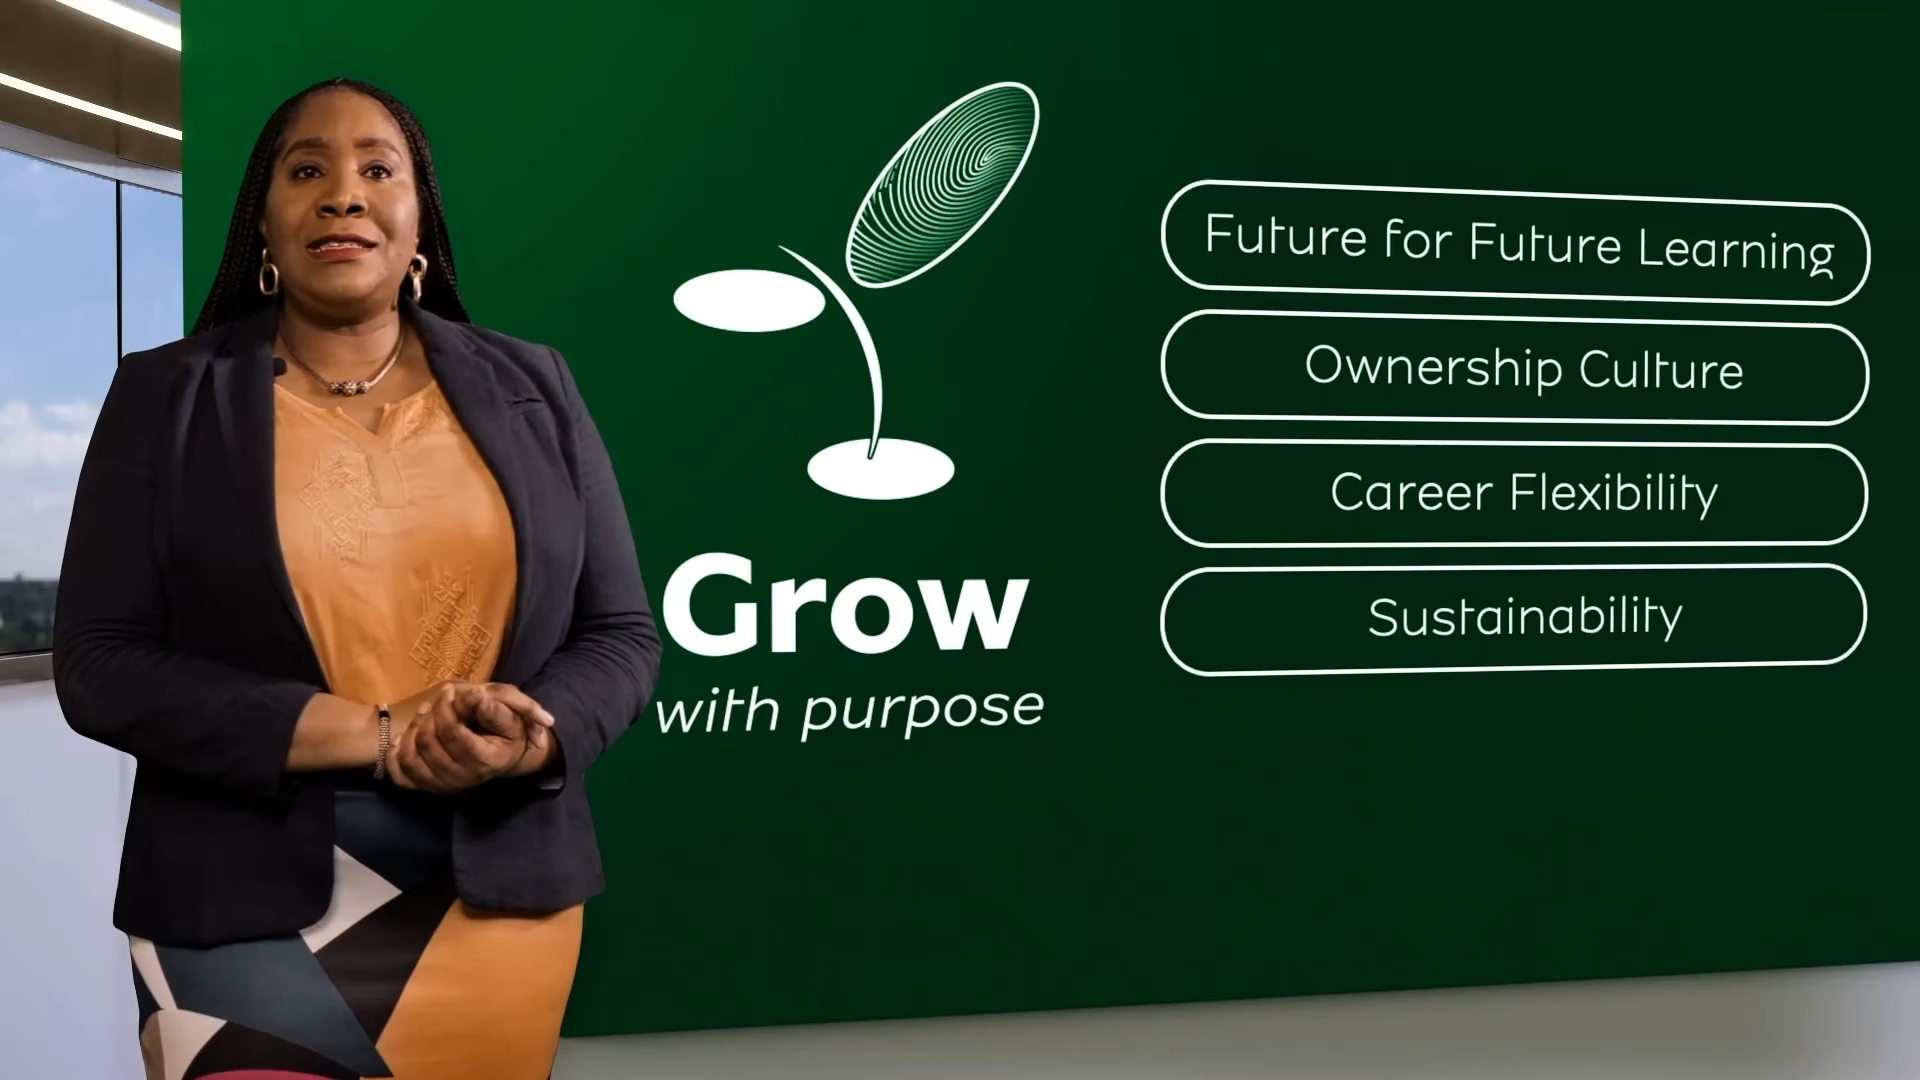 Grow
with purpose
Future for Future Learning
Ownership Culture
Career Flexibility
Sustainability